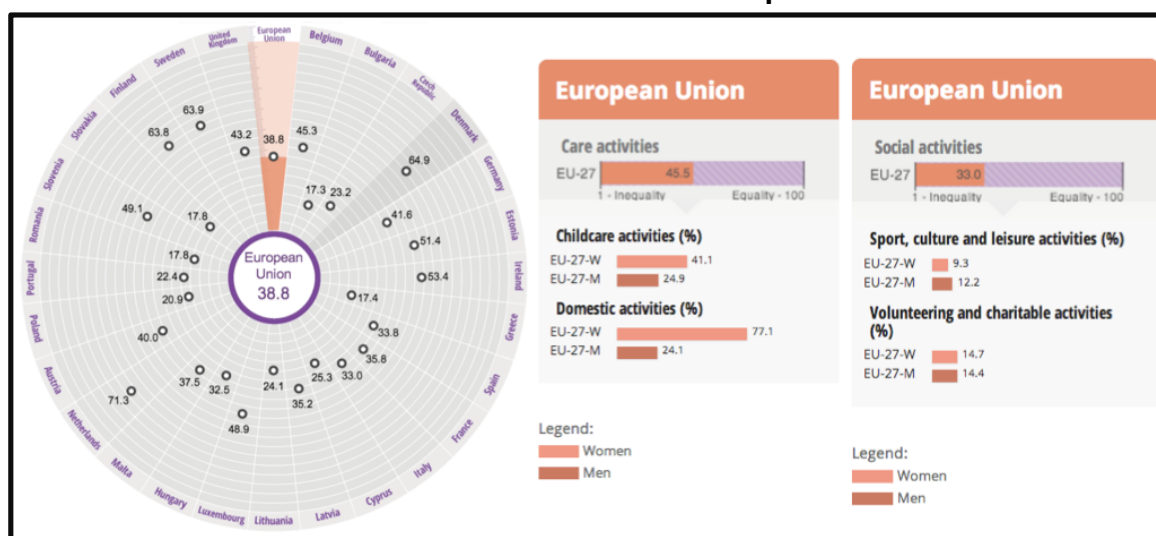 European
Union
Belgium
Bulgaria
Czech
Republic
Denmark
Germany
Estonia
Ireland
Greece
Spain
France
Italy
Cyprus
Latvia
Lithuania
Luxembourg
Hungary
Malta
Netherlands
Austria
Poland
Portugal
Romania
Slovenia
Slovakia
Finland
Sweden
United
Kingdom
38.8
45.3
17.3
23.2
64.9
41.6
51.4
53.4
17.4
33.8
35.8
33.0
25.3
35.2
24.1
48.9
32.5
37.5
71.3
40.0
20.9
22.4
17.8
49.1
17.8
63.8
63.9
43.2
European
Union
38.8
European Union
Care activities
EU-27 45.5
1 - Inequality Equality - 100
Childcare activities (%)
EU-27-W 41.1
EU-27-M 24.9
Domestic activities (%)
EU-27-W 77.1
EU-27-M 24.1
Legend:
Women
Men
European Union
Social activities
EU-27 33.0
1 - Inequality Equality - 100
Sport, culture and leisure activities (%)
EU-27-W 9.3
EU-27-M 12.2
Volunteering and charitable activities
(%)
EU-27-W 14.7
EU-27-M 14.4
Legend:
Women
Men